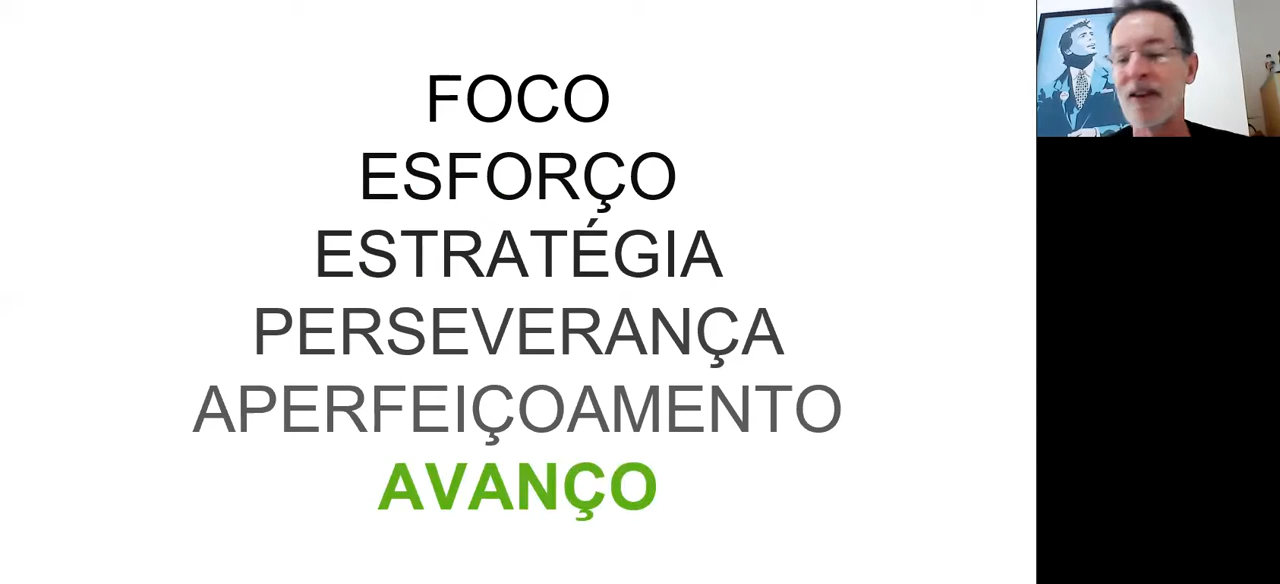 FOCO
ESFORÇO
ESTRATÉGIA
PERSEVERANÇA
APERFEIÇOAMENTO
AVANÇO